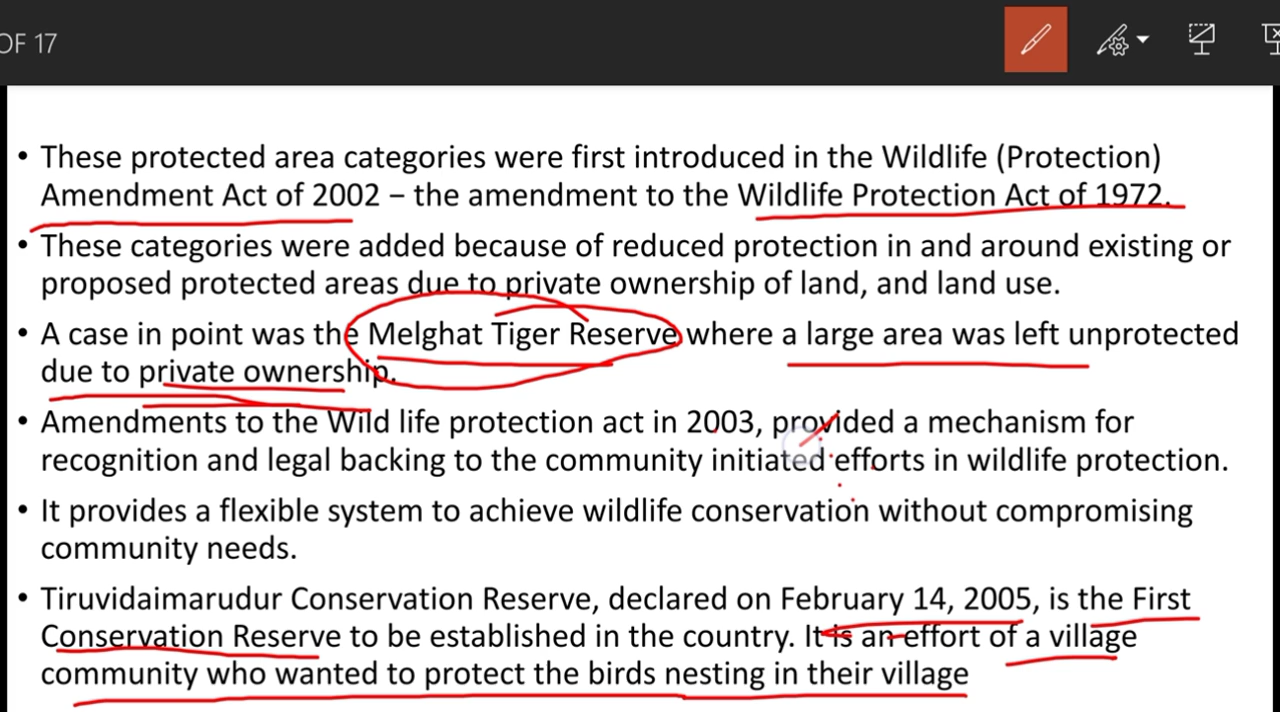 OF 17
• These protected area categories were first introduced in the Wildlife (Protection)
Amendment Act of 2002 – the amendment to the Wildlife Protection Act of 1972.
• These categories were added because of reduced protection in and around existing or
proposed protected areas due to private ownership of land, and land use.
• A case in point was the Melghat Tiger Reserve where a large area was left unprotected
due to private ownership.
• Amendments to the Wild life protection act in 2003, provided a mechanism for
recognition and legal backing to the community initiated efforts in wildlife protection.
• It provides a flexible system to achieve wildlife conservation without compromising
community needs.
• Tiruvidaimarudur Conservation Reserve, declared on February 14, 2005, is the First
Conservation Reserve to be established in the country. It is an effort of a village
community who wanted to protect the birds nesting in their village